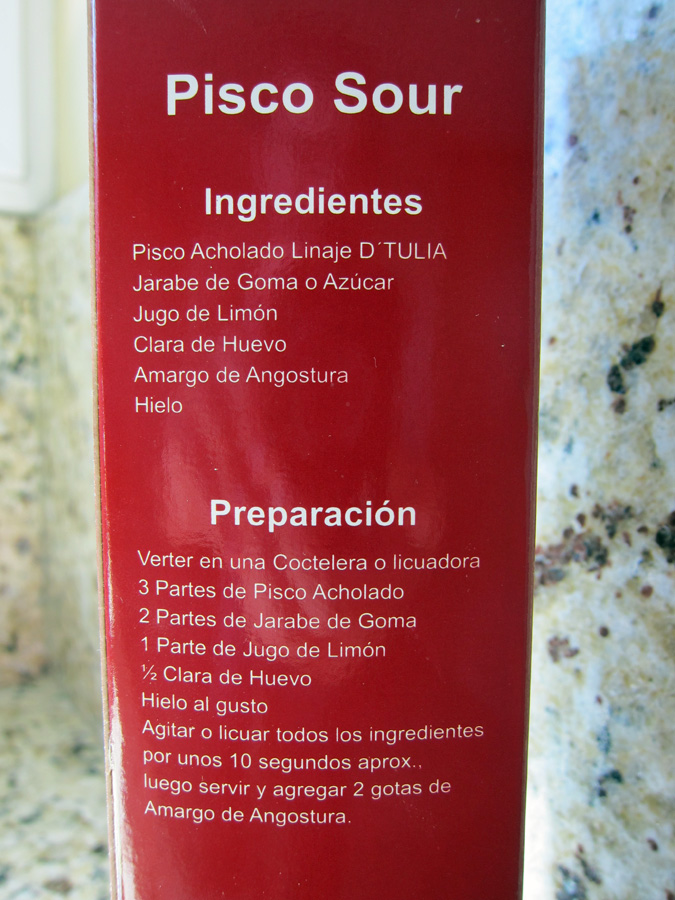 Pisco Sour
Ingredientes
Pisco Acholado Linaje D´TULIA
Jarabe de Goma o Azúcar
Jugo de Limón
Clara de Huevo
Amargo de Angostura
Hielo
Preparación
Verter en una Coctelera o licuadora
3 Partes de Pisco Acholado
2 Partes de Jarabe de Goma
1 Parte de Jugo de Limón
½ Clara de Huevo
Hielo al gusto
Agitar o licuar todos los ingredientes
por unos 10 segundos aprox.,
luego servir y agregar 2 gotas de
Amargo de Angostura.